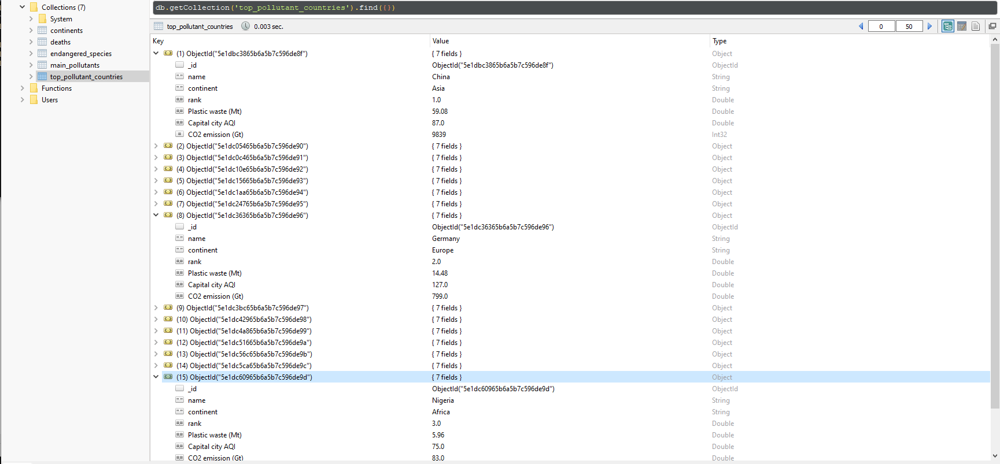 Collections (7)
System
continents
deaths
endangered_species
main_pollutants
top_pollutant_countries
Functions
Users
db.getCollection('top_pollutant_countries').find({})
top_pollutant_countries 0.003 sec. 0 50
Key Value Type
(1) ObjectId("5e1dbc3865b6a5b7c596de8f") { 7 fields } Object
_id ObjectId("5e1dbc3865b6a5b7c596de8f") ObjectId
name China String
continent Asia String
rank 1.0 Double
Plastic waste (Mt) 59.08 Double
Capital city AQI 87.0 Double
CO2 emission (Gt) 9839 Int32
(2) ObjectId("5e1dc05465b6a5b7c596de90") { 7 fields } Object
(3) ObjectId("5e1dc0c465b6a5b7c596de91") { 7 fields } Object
(4) ObjectId("5e1dc10e65b6a5b7c596de92") { 7 fields } Object
(5) ObjectId("5e1dc15665b6a5b7c596de93") { 7 fields } Object
(6) ObjectId("5e1dc1aa65b6a5b7c596de94") { 7 fields } Object
(7) ObjectId("5e1dc24765b6a5b7c596de95") { 7 fields } Object
(8) ObjectId("5e1dc36365b6a5b7c596de96") { 7 fields } Object
_id ObjectId("5e1dc36365b6a5b7c596de96") ObjectId
name Germany String
continent Europe String
rank 2.0 Double
Plastic waste (Mt) 14.48 Double
Capital city AQI 127.0 Double
CO2 emission (Gt) 799.0 Double
(9) ObjectId("5e1dc3bc65b6a5b7c596de97") { 7 fields } Object
(10) ObjectId("5e1dc42965b6a5b7c596de98") { 7 fields } Object
(11) ObjectId("5e1dc4a865b6a5b7c596de99") { 7 fields } Object
(12) ObjectId("5e1dc51665b6a5b7c596de9a") { 7 fields } Object
(13) ObjectId("5e1dc56c65b6a5b7c596de9b") { 7 fields } Object
(14) ObjectId("5e1dc5ca65b6a5b7c596de9c") { 7 fields } Object
(15) ObjectId("5e1dc60965b6a5b7c596de9d") { 7 fields } Object
_id ObjectId("5e1dc60965b6a5b7c596de9d") ObjectId
name Nigeria String
continent Africa String
rank 3.0 Double
Plastic waste (Mt) 5.96 Double
Capital city AQI 75.0 Double
CO2 emission (Gt) 83.0 Double